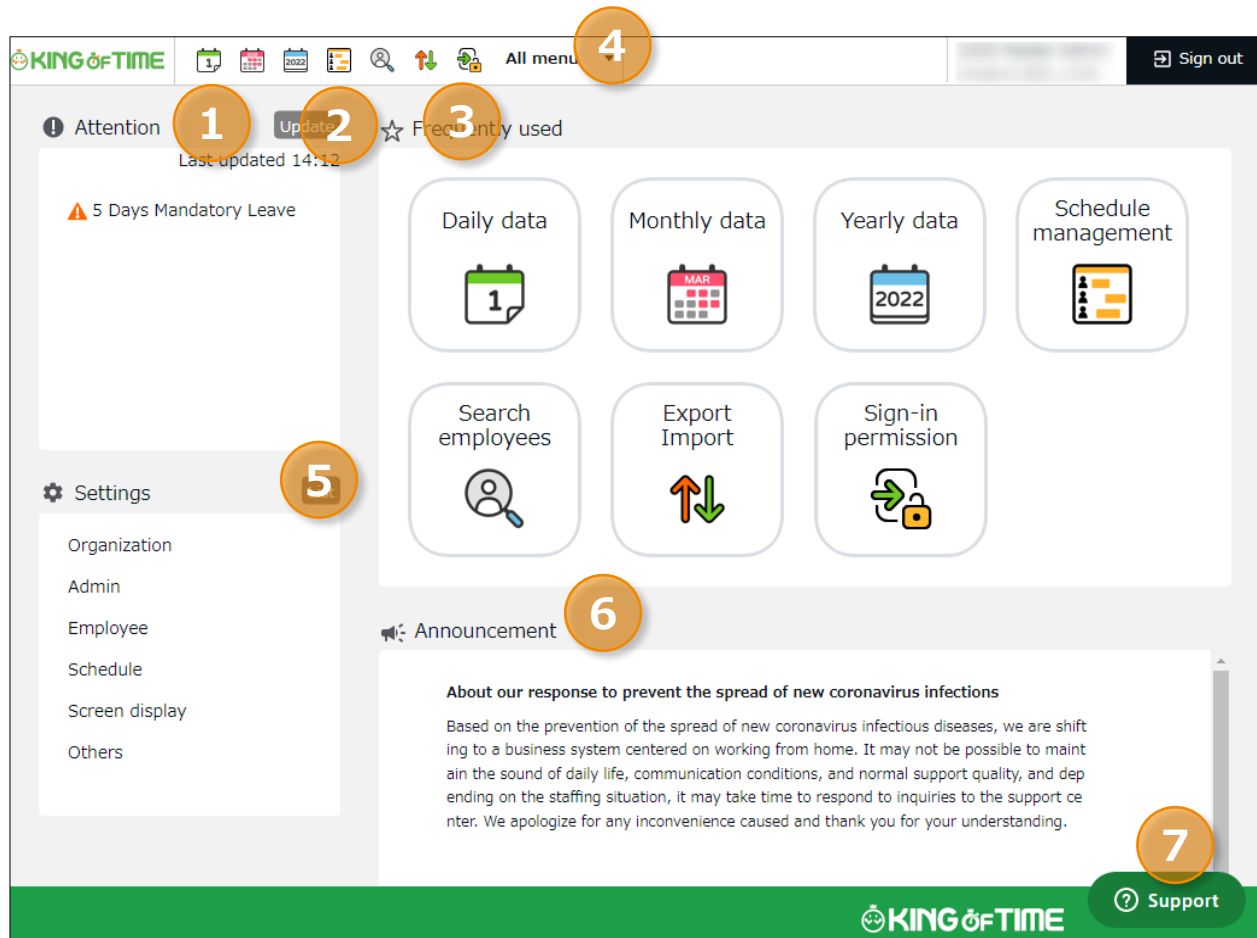 4
KING OF TIME
1
2022
All menu
Sign out
1
2
3
Attention
Update
Frequently used
Last updated 14:12
5 Days Mandatory Leave
Daily data
1
Monthly data
MAR
Yearly data
2022
Schedule
management
Search
employees
Export
Import
Sign-in
permission
5
Settings
Organization
Admin
Employee
Schedule
Screen display
Others
6
Announcement
About our response to prevent the spread of new coronavirus infections
Based on the prevention of the spread of new coronavirus infectious diseases, we are shift
ing to a business system centered on working from home. It may not be possible to maint
ain the sound of daily life, communication conditions, and normal support quality, and dep
ending on the staffing situation, it may take time to respond to inquiries to the support ce
nter. We apologize for any inconvenience caused and thank you for your understanding.
7
Support
KING OF TIME